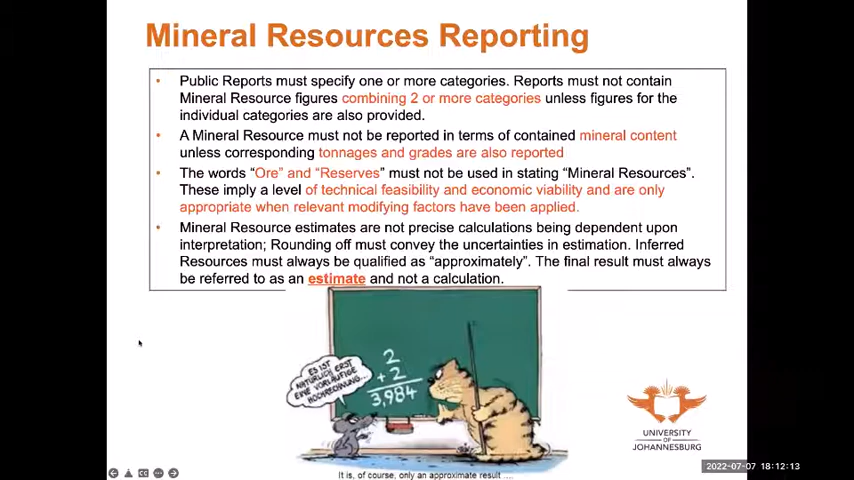 Mineral Resources Reporting
• Public Reports must specify one or more categories. Reports must not contain
Mineral Resource figures combining 2 or more categories unless figures for the
individual categories are also provided.
• A Mineral Resource must not be reported in terms of contained mineral content
unless corresponding tonnages and grades are also reported
• The words “Ore” and “Reserves” must not be used in stating “Mineral Resources”.
These imply a level of technical feasibility and economic viability and are only
appropriate when relevant modifying factors have been applied.
• Mineral Resource estimates are not precise calculations being dependent upon
interpretation; Rounding off must convey the uncertainties in estimation. Inferred
Resources must always be qualified as “approximately”. The final result must always
be referred to as an estimate and not a calculation.
ES IST
NATÜRLICH ERST
EINE VORLÄUFIGE
HOCHRECHNUNG...
2
+ 2
3,984
It is, of course, only an approximate result ....
UNIVERSITY
OF
JOHANNESBURG
CC
2022-07-07 18:12:13